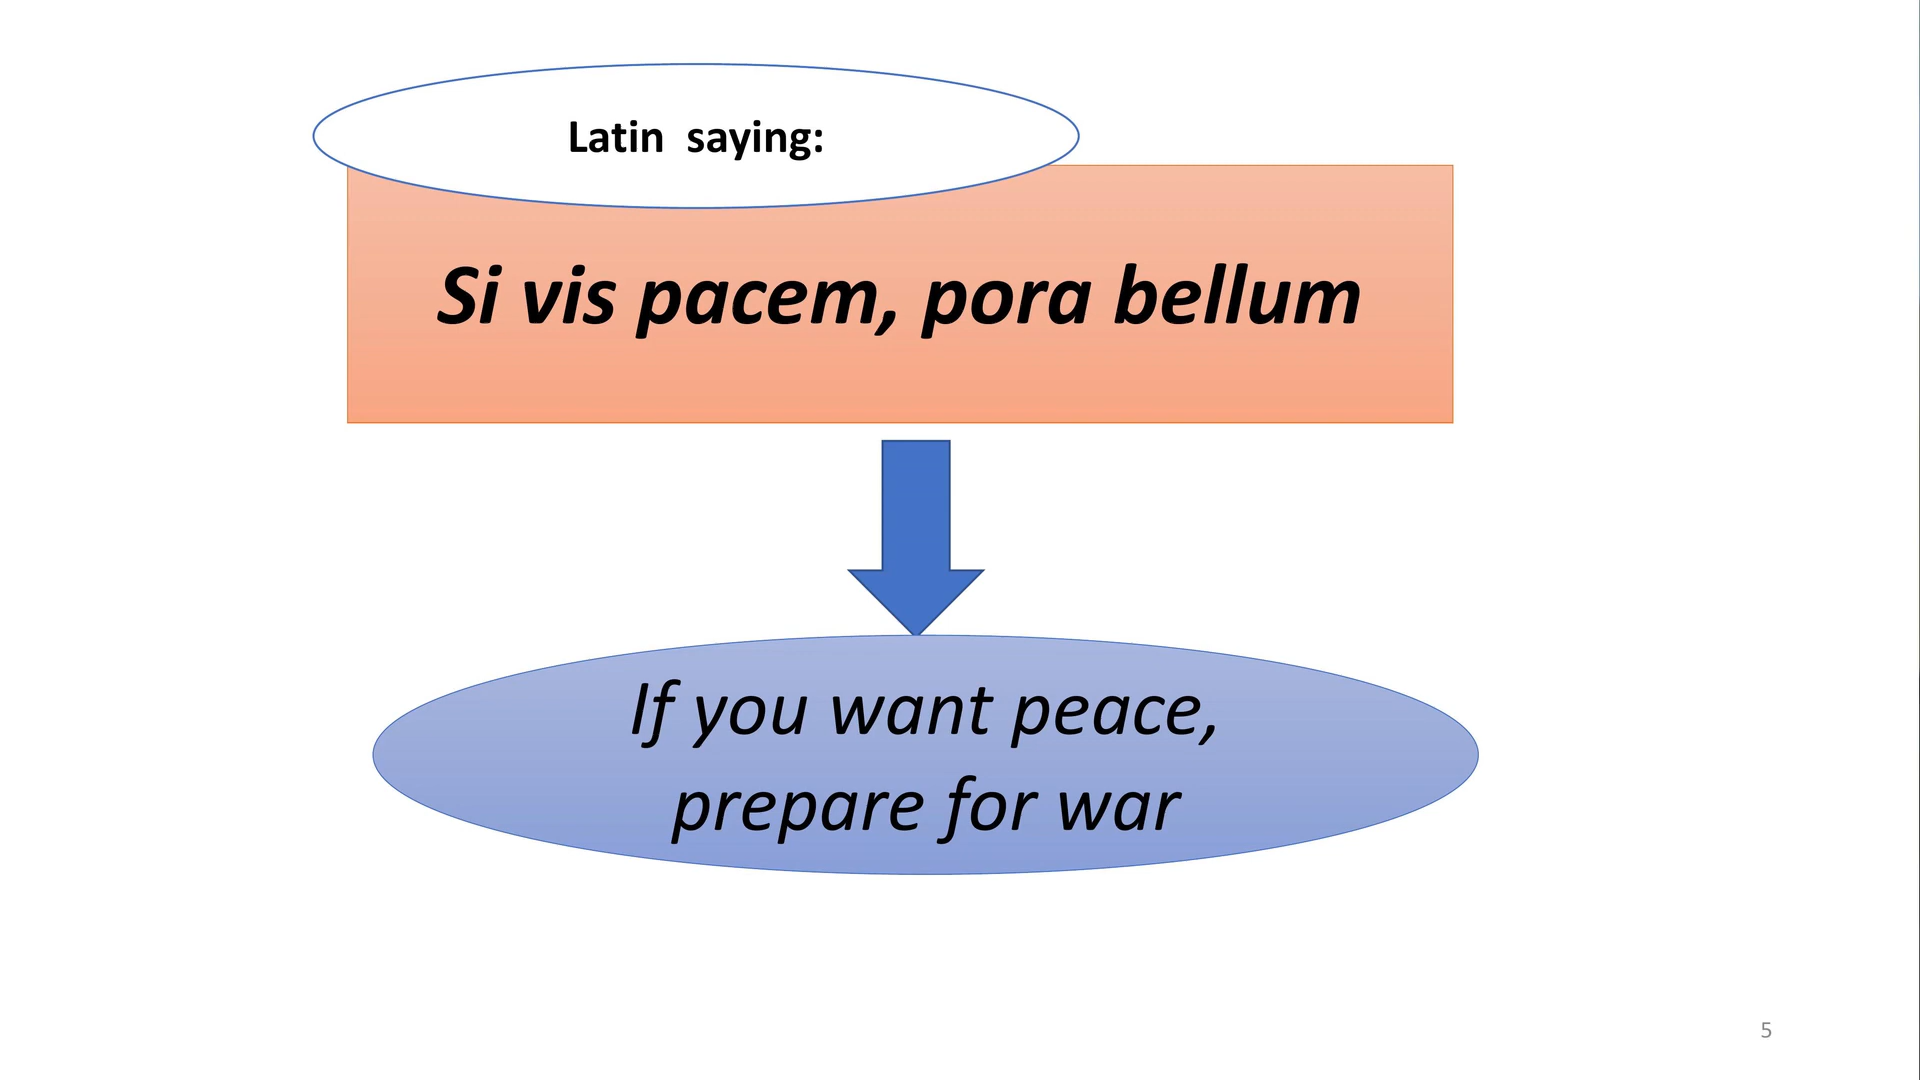 Latin saying:
Si vis pacem, pora bellum
If you want peace,
prepare for war
5